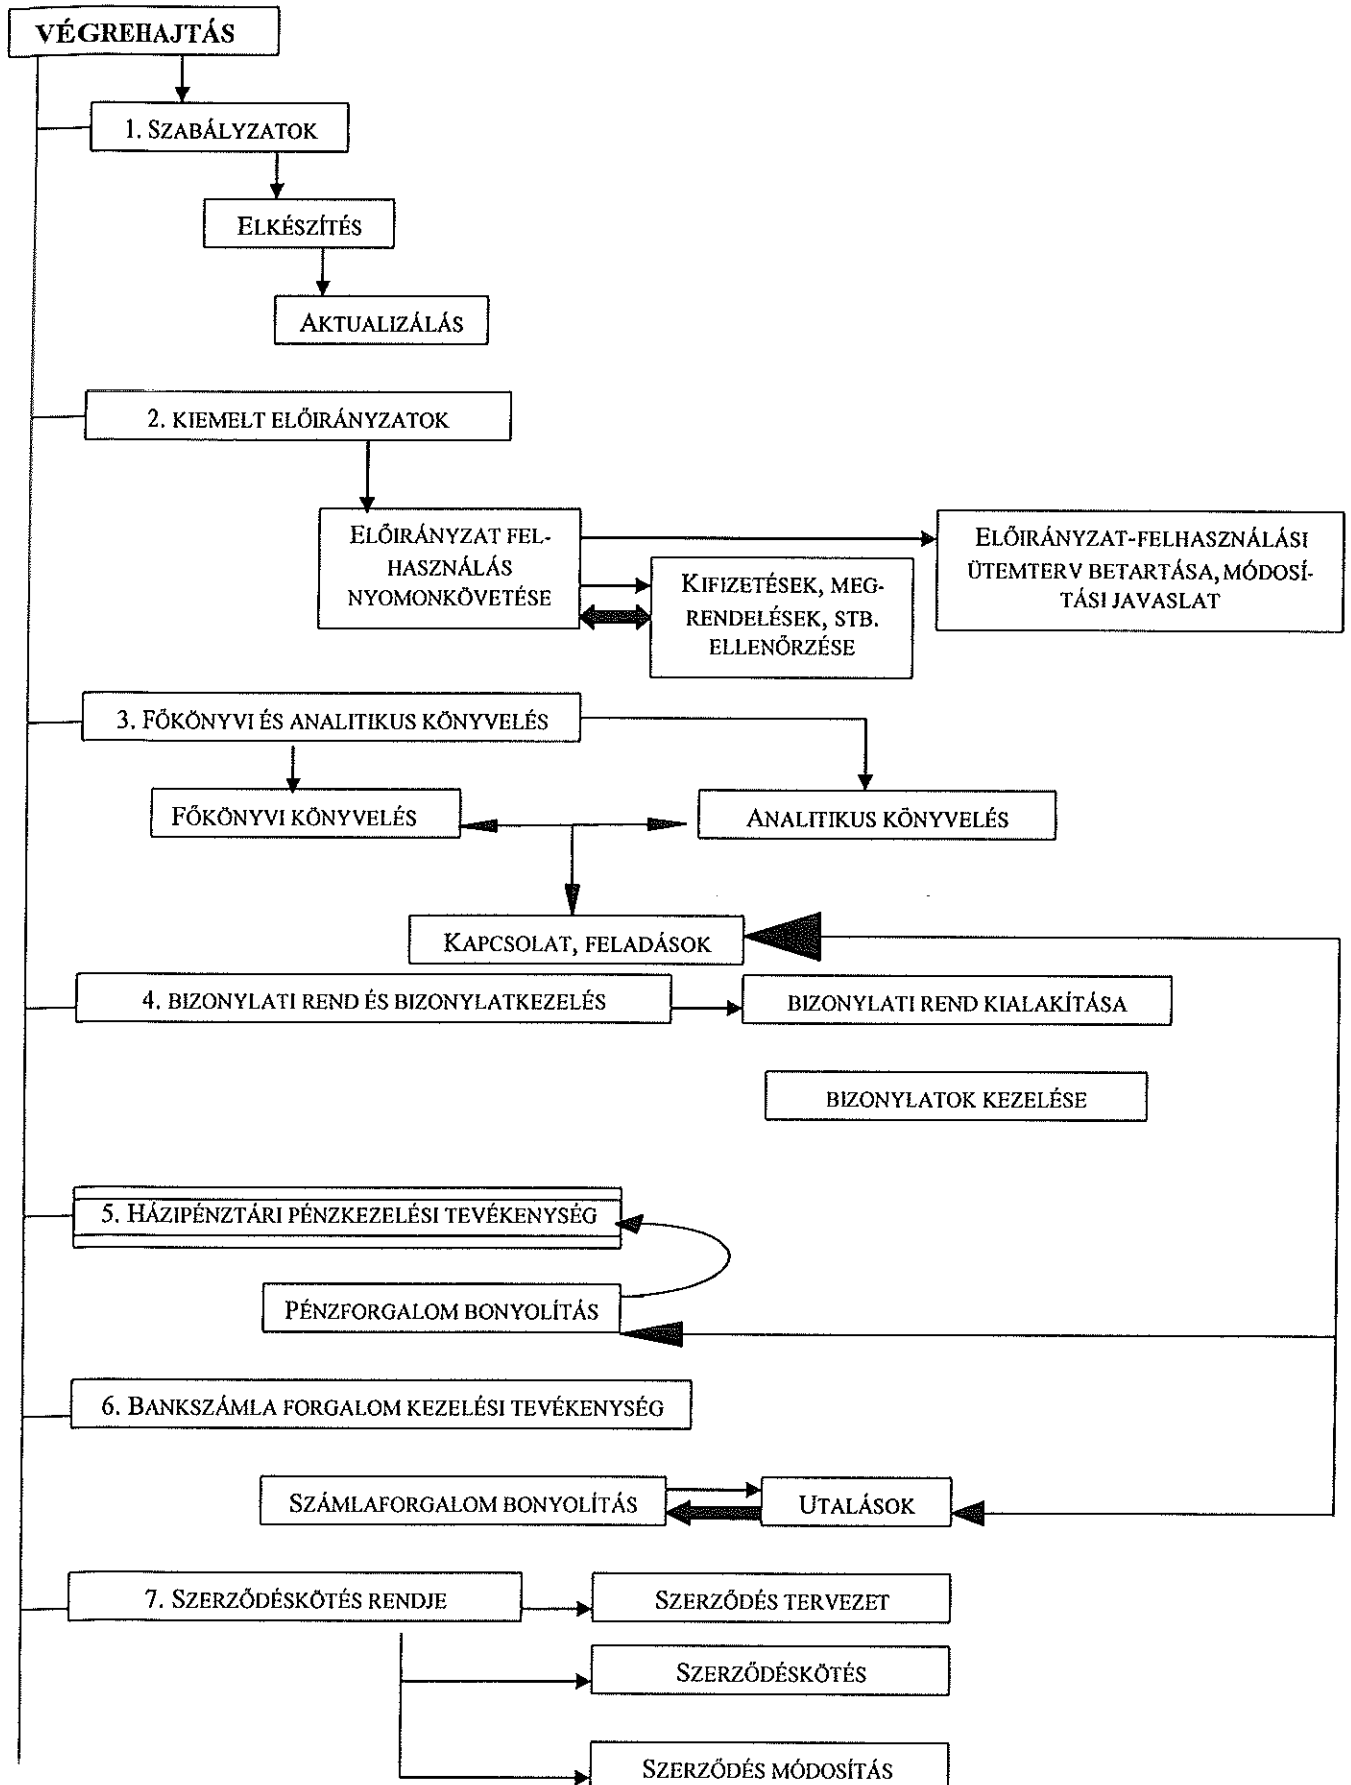 VÉGREHAJTÁS
1. SZABÁLYZATOK
ELKÉSZÍTÉS
AKTUALIZÁLÁS
2. KIEMELT ELŐIRÁNYZATOK
ELŐIRÁNYZAT FEL-
HASZNÁLÁS
NYOMONKÖVETÉSE
KIFIZETÉSEK, MEG-
RENDELÉSEK, STB.
ELLENŐRZÉSE
ELŐIRÁNYZAT-FELHASZNÁLÁSI
ÜTEMTERV BETARTÁSA, MÓDOSÍ-
TÁSI JAVASLAT
3. FŐKÖNYVI ÉS ANALITIKUS KÖNYVELÉS
FŐKÖNYVI KÖNYVELÉS
ANALITIKUS KÖNYVELÉS
KAPCSOLAT, FELADÁSOK
4. BIZONYLATI REND ÉS BIZONYLATKEZELÉS
BIZONYLATI REND KIALAKÍTÁSA
BIZONYLATOK KEZELÉSE
5. HÁZIPÉNZTÁRI PÉNZKEZELÉSI TEVÉKENYSÉG
PÉNZFORGALOM BONYOLÍTÁS
6. BANKSZÁMLA FORGALOM KEZELÉSI TEVÉKENYSÉG
SZÁMLAFORGALOM BONYOLÍTÁS
UTALÁSOK
7. SZERZŐDÉSKÖTÉS RENDJE
SZERZŐDÉS TERVEZET
SZERZŐDÉSKÖTÉS
SZERZŐDÉS MÓDOSÍTÁS